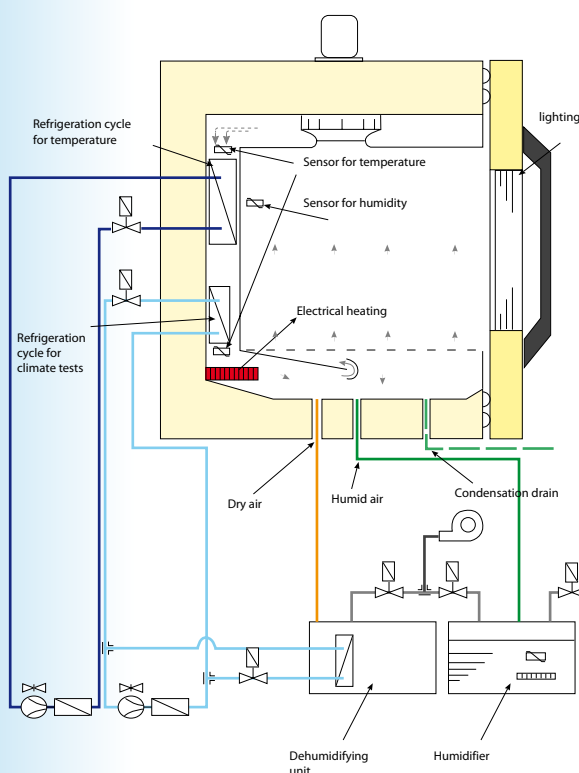 lighting
Refrigeration cycle
for temperature
Sensor for temperature
Sensor for humidity
Electrical heating
Refrigeration
cycle for
climate tests
Dry air
Humid air
Condensation drain
Dehumidifying
unit
Humidifier